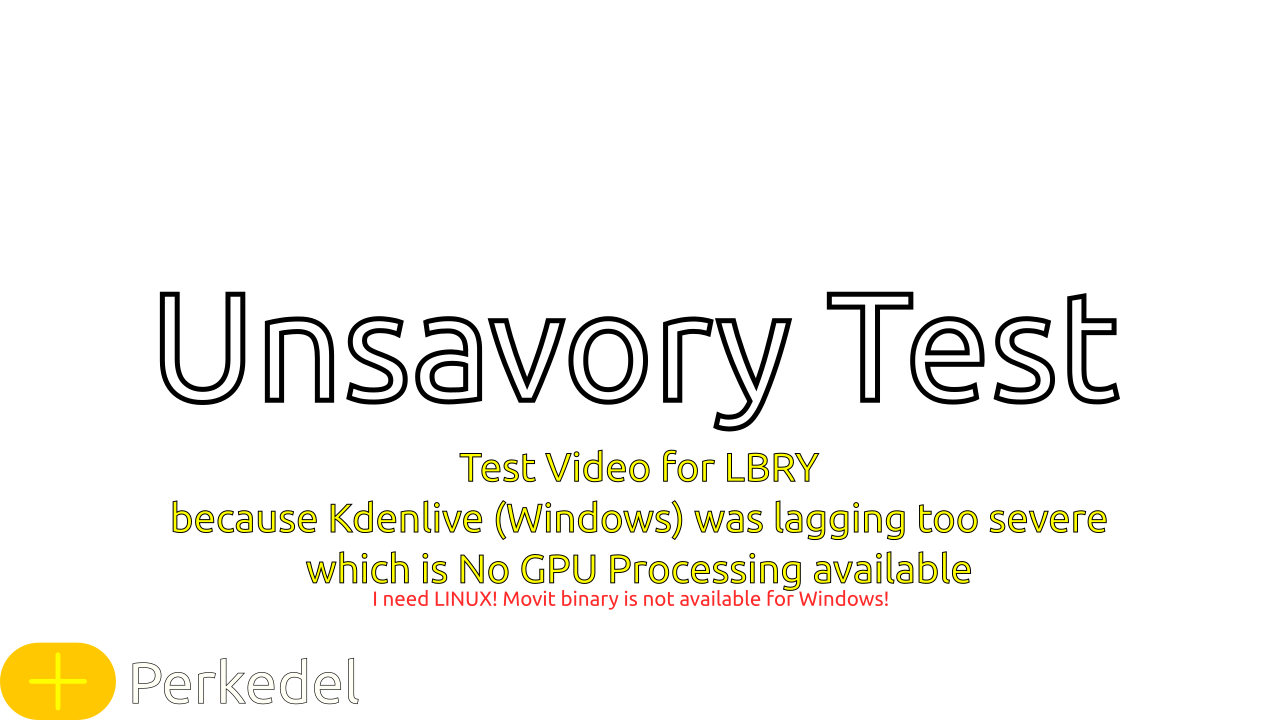 Unsavory Test
Test Video for LBRY
because Kdenlive (Windows) was lagging too severe
which is No GPU Processing available
I need LINUX! Movit binary is not available for Windows!
Perkedel